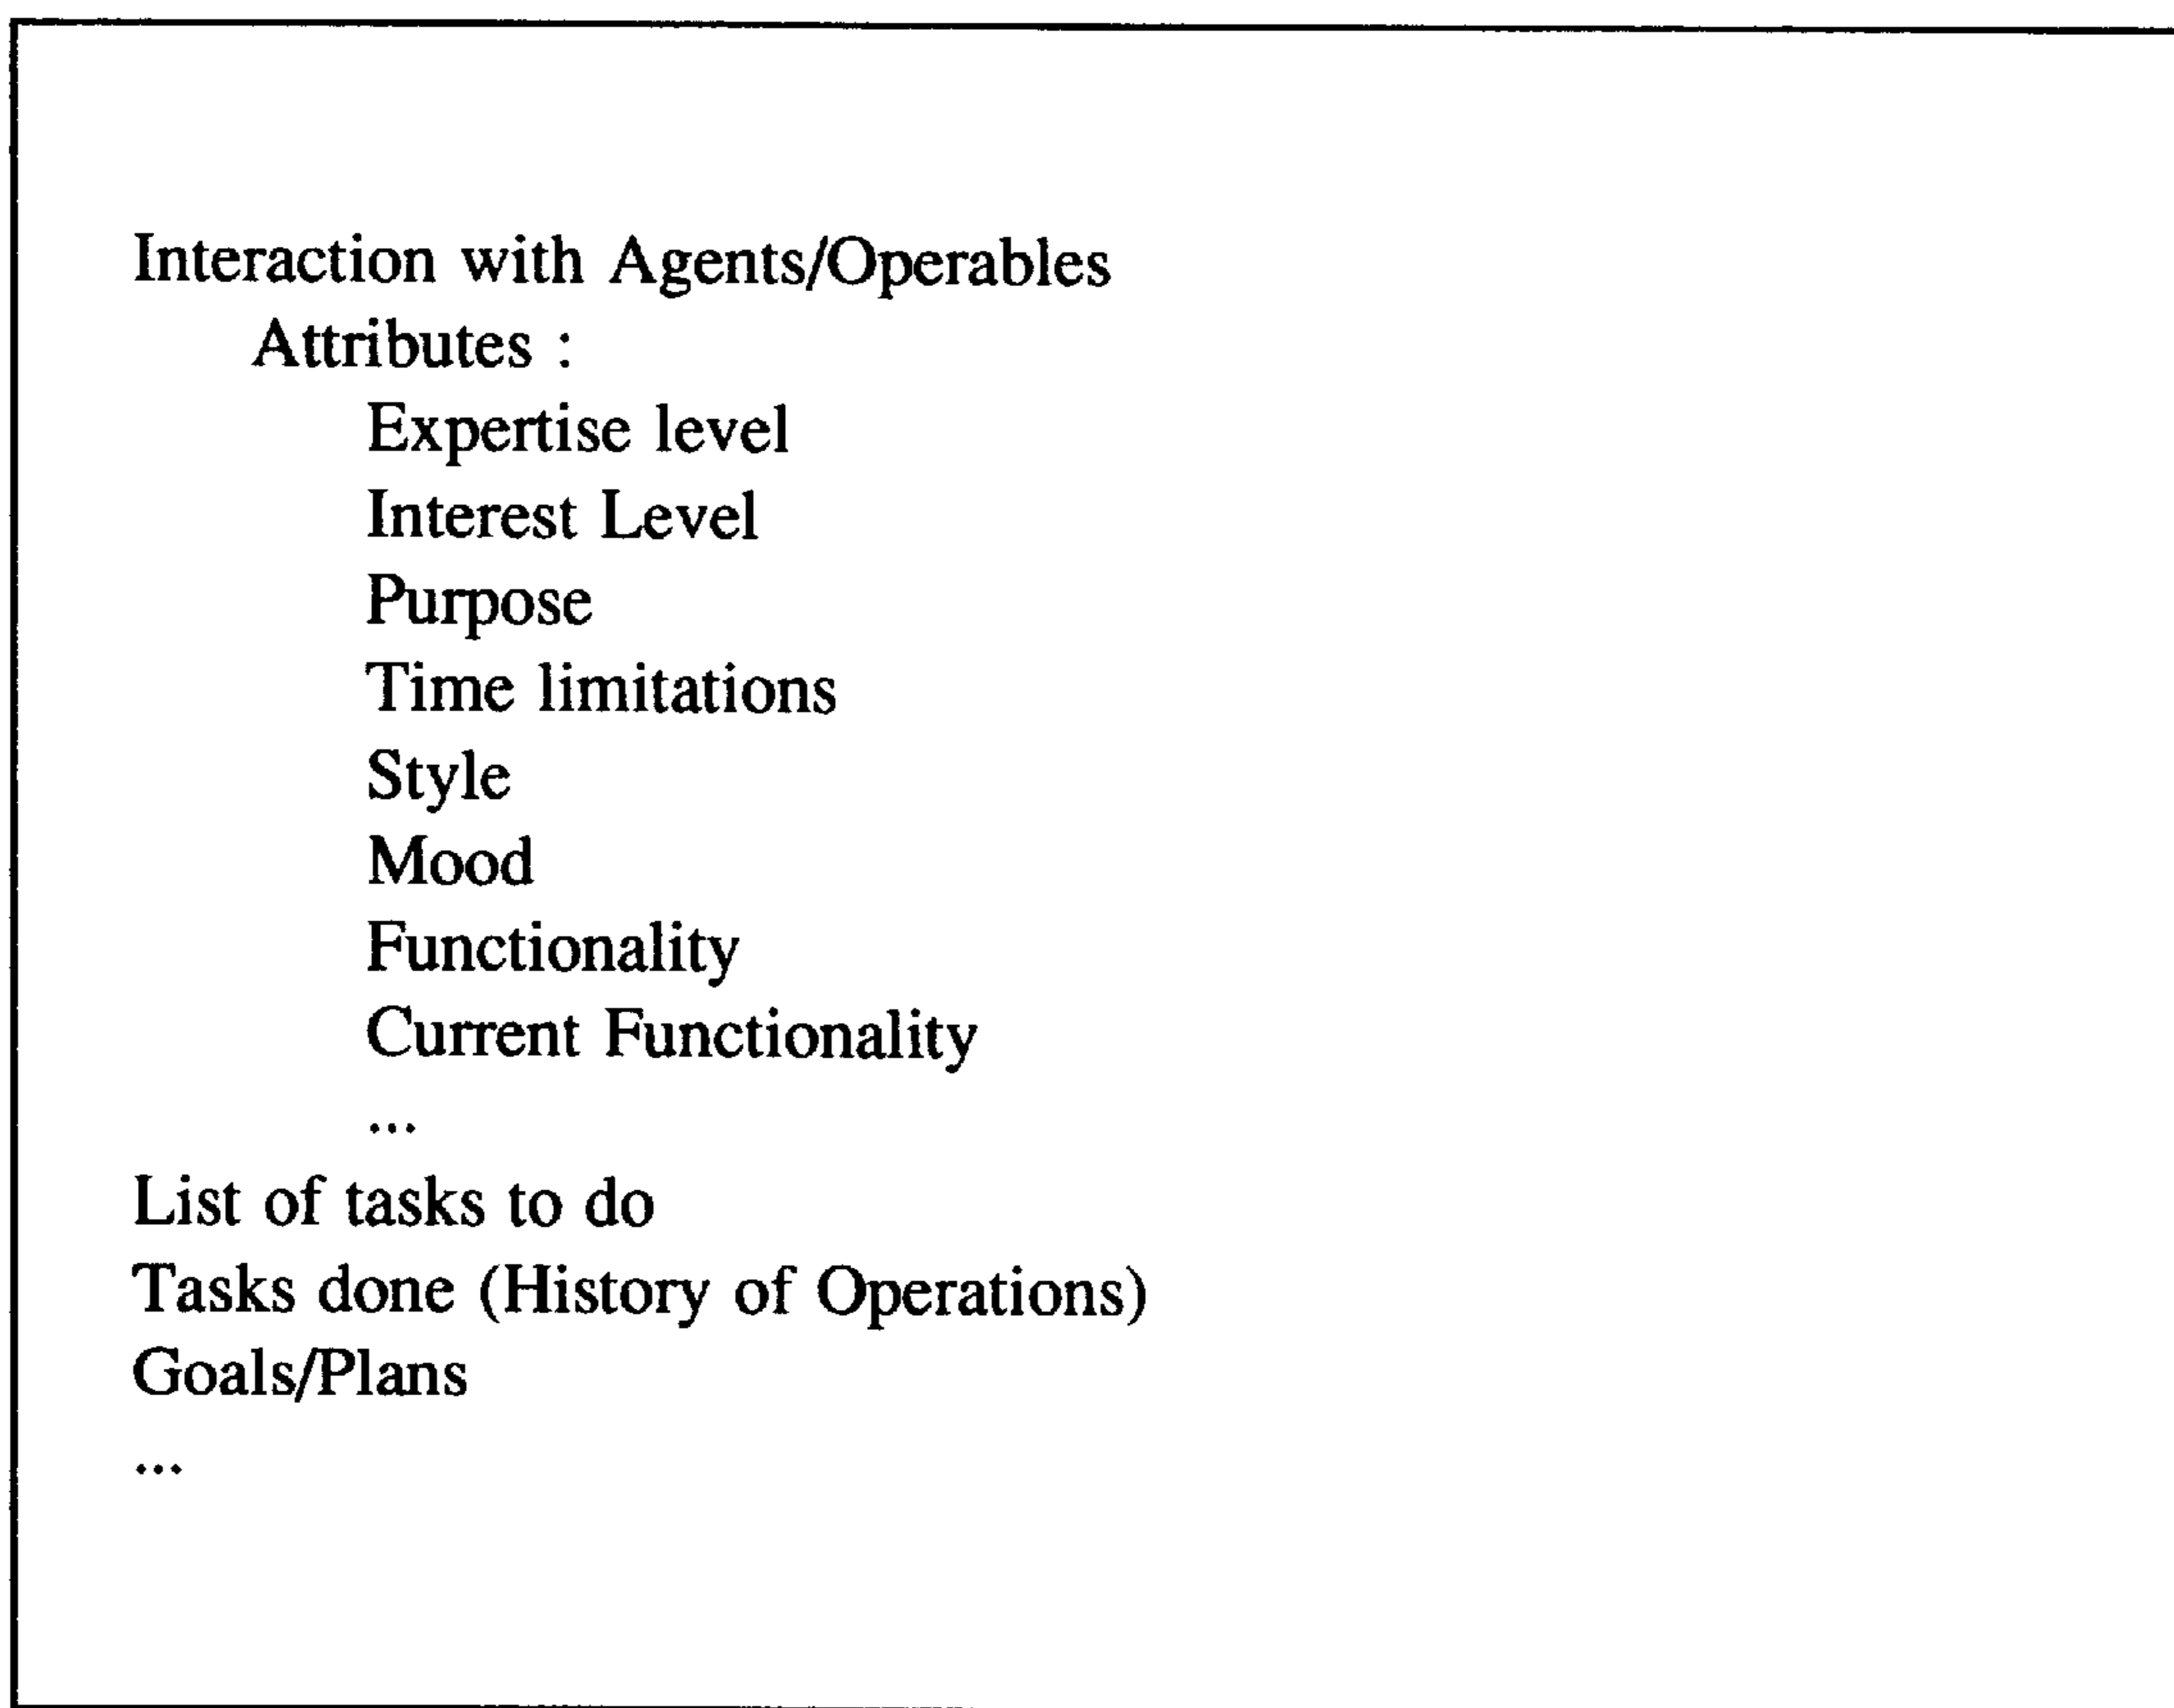 Interaction with Agents/Operables
Attributes :
Expertise level
Interest Level
Purpose
Time limitations
Style
Mood
Functionality
Current Functionality
...
List of tasks to do
Tasks done (History of Operations)
Goals/Plans
...